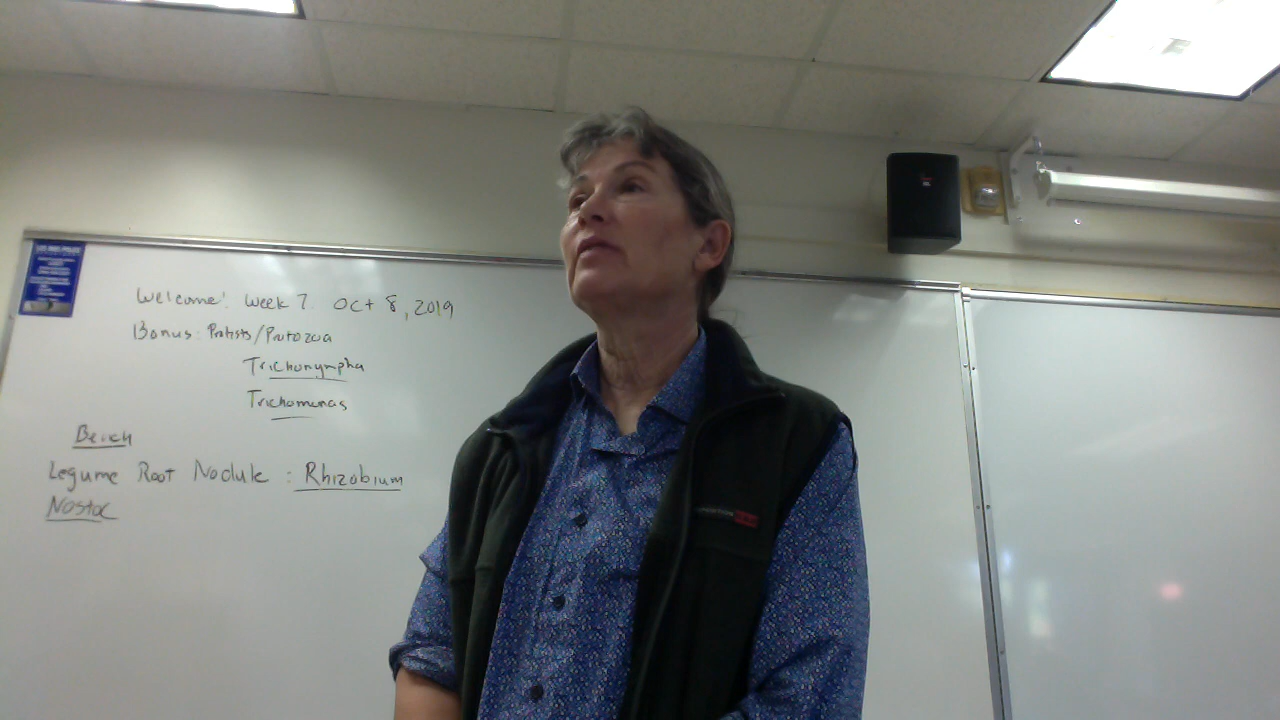 Welcome! Week 7 Oct 8, 2019
Bonus: Protists/Protozoa
Trichonympha
Trichomonas
Bench
Legume Root Nodule : Rhizobium
Nostoc